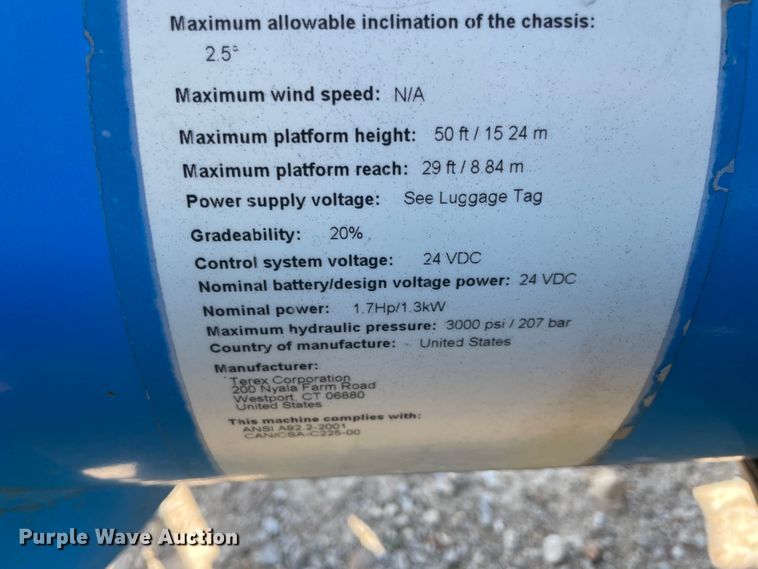 Maximum allowable inclination of the chassis:
2.5°
Maximum wind speed: N/A
Maximum platform height: 50 ft / 15 24 m
Maximum platform reach: 29 ft / 8.84 m
Power supply voltage: See Luggage Tag
Gradeability: 20%
Control system voltage: 24 VDC
Nominal battery/design voltage power: 24 VDC
Nominal power: 1.7Hp/1.3kW
Maximum hydraulic pressure: 3000 psi / 207 bar
Country of manufacture: United States
Manufacturer:
Terex Corporation
200 Nyala Farm Road
Westport, CT 06880
United States
This machine complies with:
ANSI A92.2-2001
CAN/CSA-C225-00
Purple Wave Auction